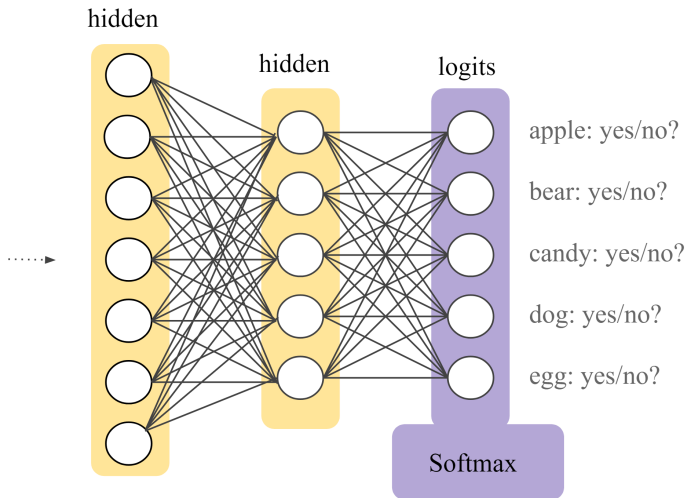 hidden
hidden
logits
apple: yes/no?
bear: yes/no?
candy: yes/no?
dog: yes/no?
egg: yes/no?
Softmax